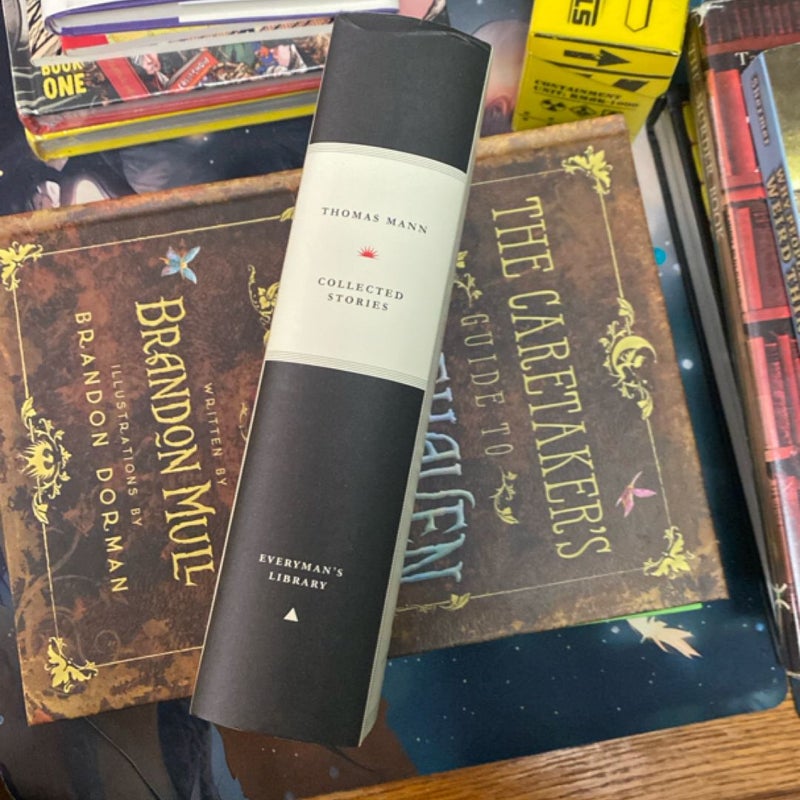 BOOK
ONE
CONTAINMENT
THOMAS MANN
COLLECTED
STORIES
EVERYMAN'S
LIBRARY
THE CARETAKER'S
GUIDE TO
WRITTEN BY
BRANDON MULL
ILLUSTRATIONS BY
BRANDON DORMAN